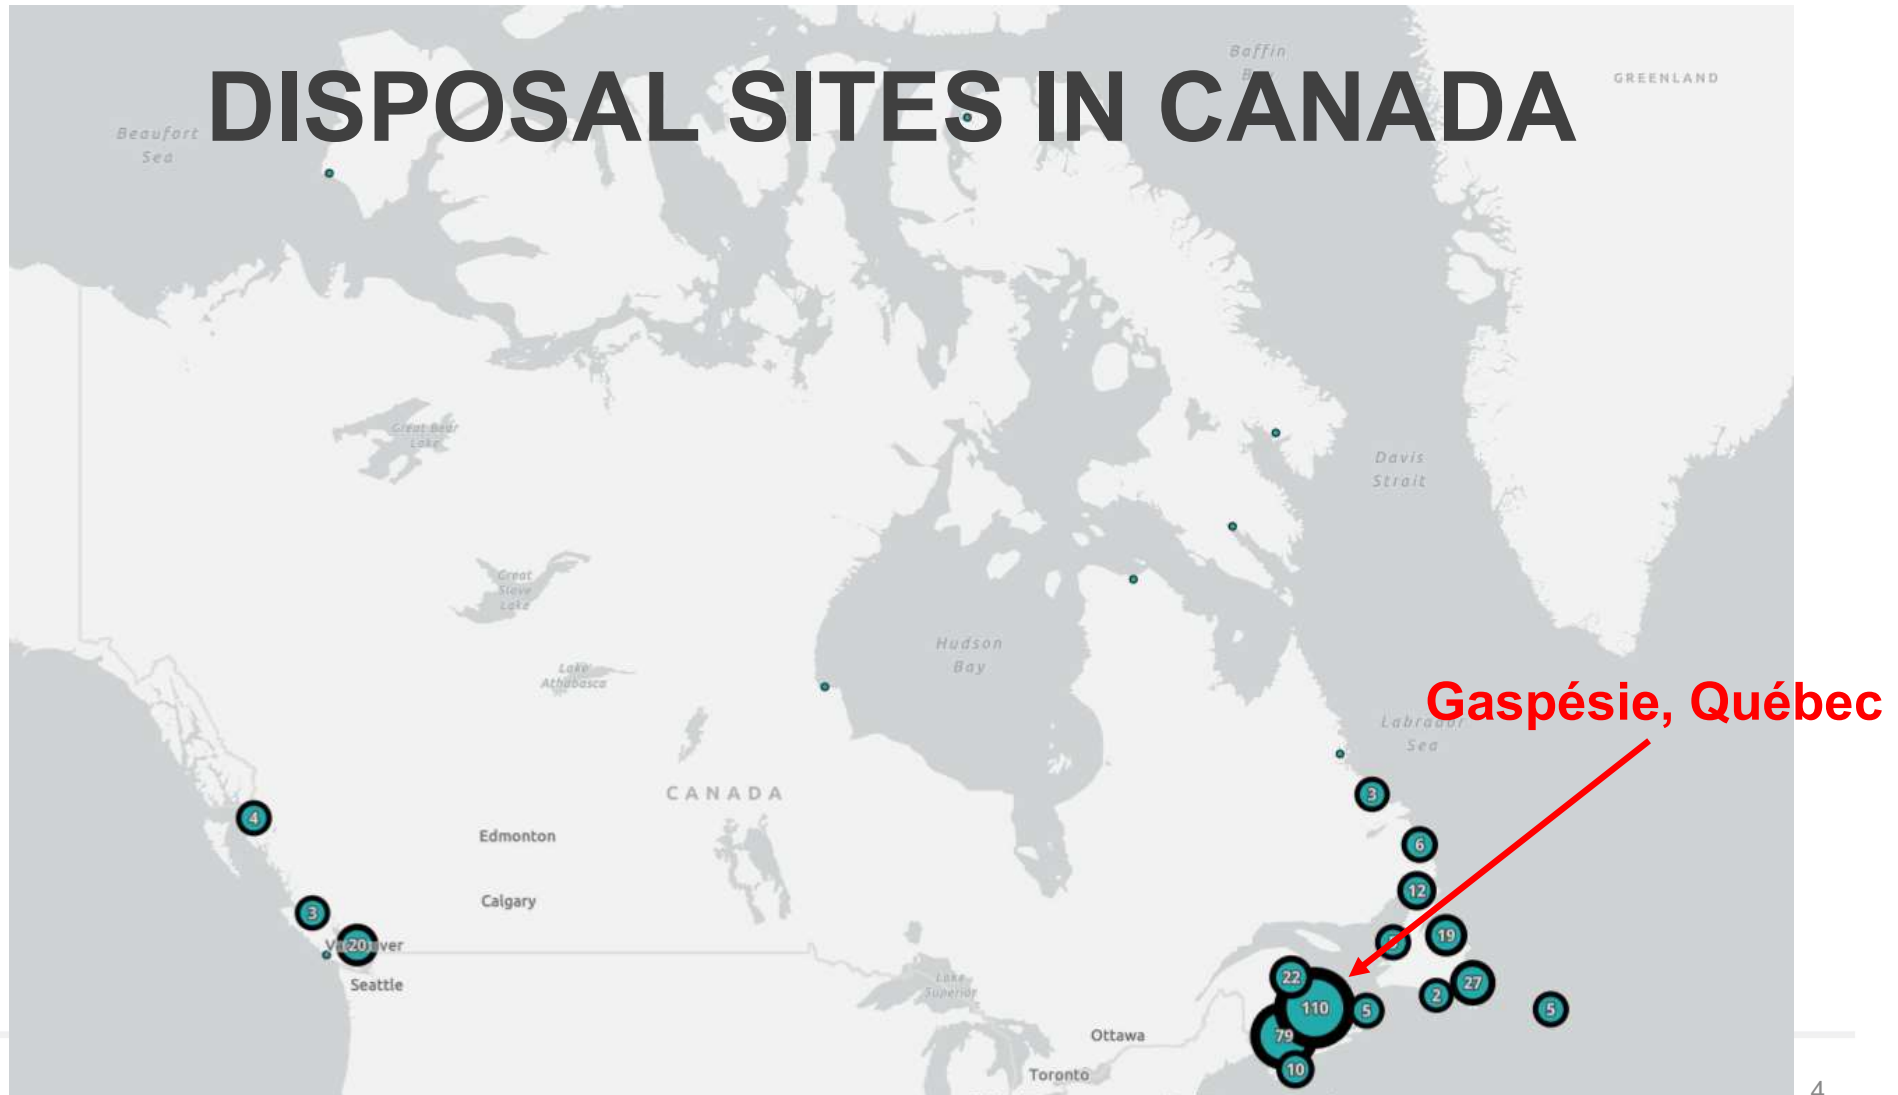 DISPOSAL SITES IN CANADA
Baffin
GREENLAND
Beaufort
Sea
Great Bear
Lake
Davis
Strait
Great
Slave
Lake
Hudson
Bay
Lake
Athabasca
Gaspésie, Québec
Labrador
Sea
CANADA
3
4
Edmonton
6
12
Calgary
3
19
20
Vancouver
22
Lake
Superior
27
Seattle
2
110
5
5
79
Ottawa
10
Toronto
4